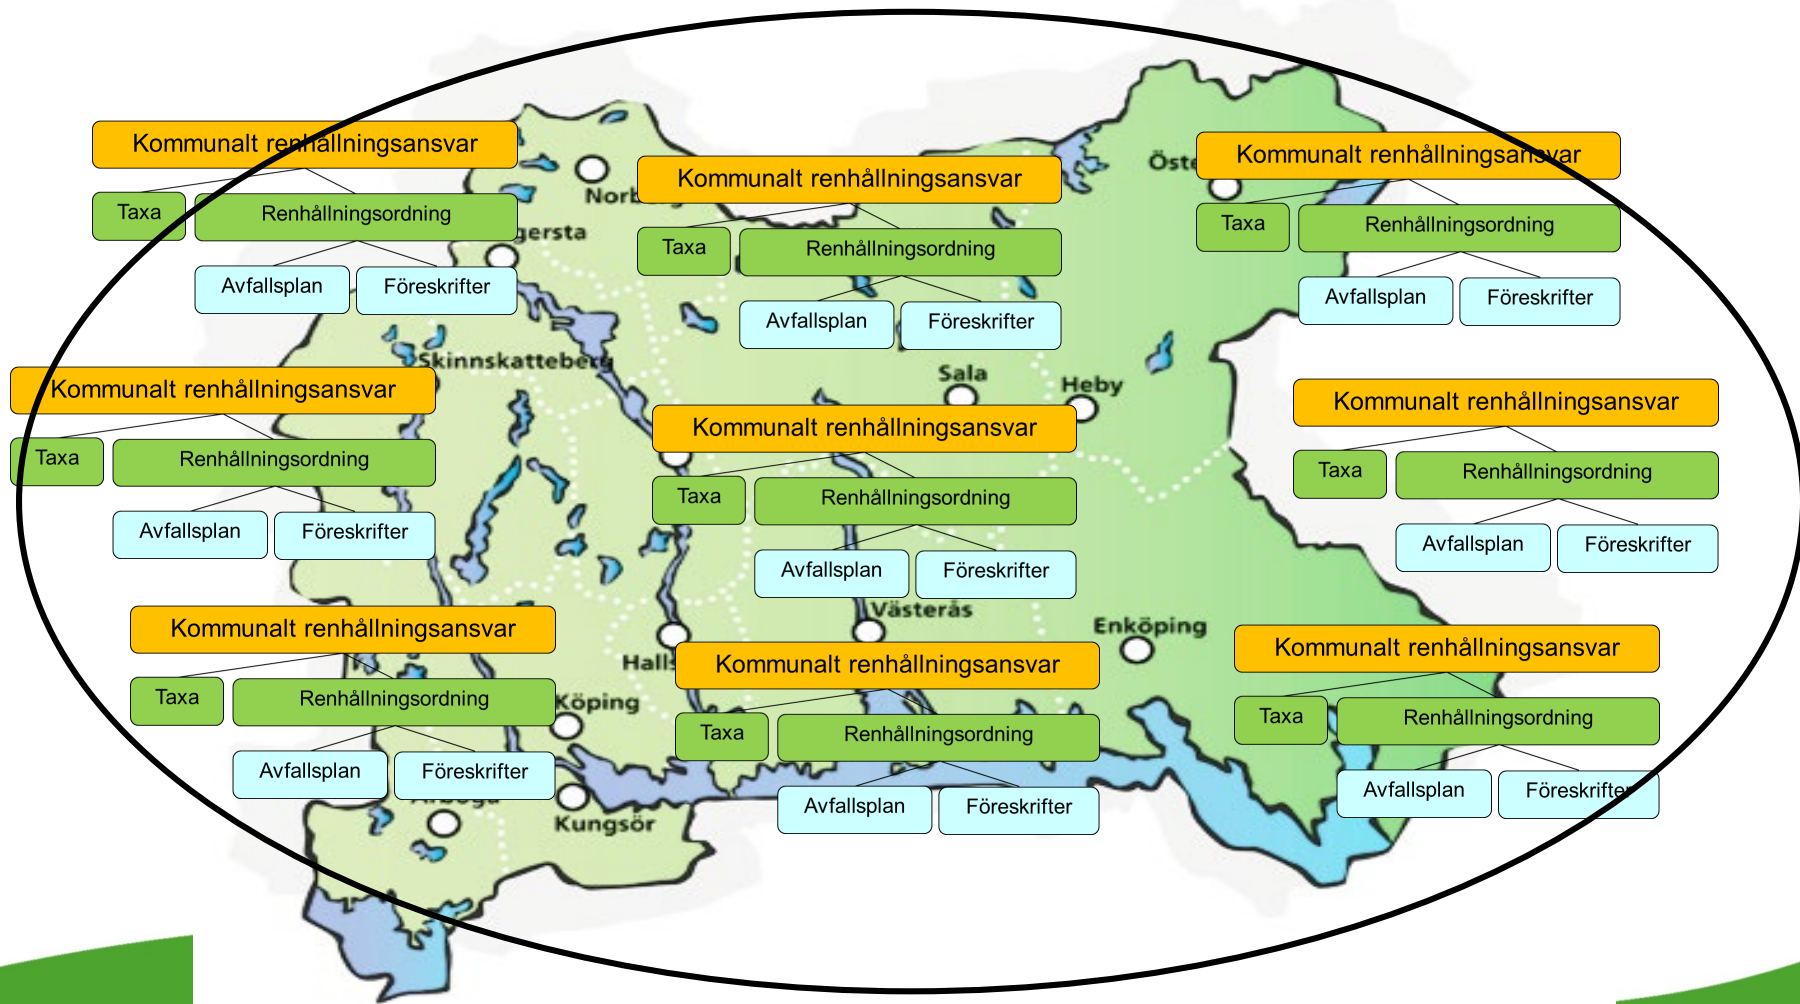 Kommunalt renhållningsansvar
Taxa
Renhållningsordning
Avfallsplan
Föreskrifter
Kommunalt renhållningsansvar
Taxa
Renhållningsordning
Avfallsplan
Föreskrifter
Kommunalt renhållningsansvar
Taxa
Renhållningsordning
Avfallsplan
Föreskrifter
Kommunalt renhållningsansvar
Taxa
Renhållningsordning
Avfallsplan
Föreskrifter
Kommunalt renhållningsansvar
Taxa
Renhållningsordning
Avfallsplan
Föreskrifter
Kommunalt renhållningsansvar
Taxa
Renhållningsordning
Avfallsplan
Föreskrifter
Kommunalt renhållningsansvar
Taxa
Renhållningsordning
Avfallsplan
Föreskrifter
Kommunalt renhållningsansvar
Taxa
Renhållningsordning
Avfallsplan
Föreskrifter
Kommunalt renhållningsansvar
Taxa
Renhållningsordning
Avfallsplan
Föreskrifter
Skinnskatteberg
Sala
Heby
Västerås
Enköping
Köping
Kungsör